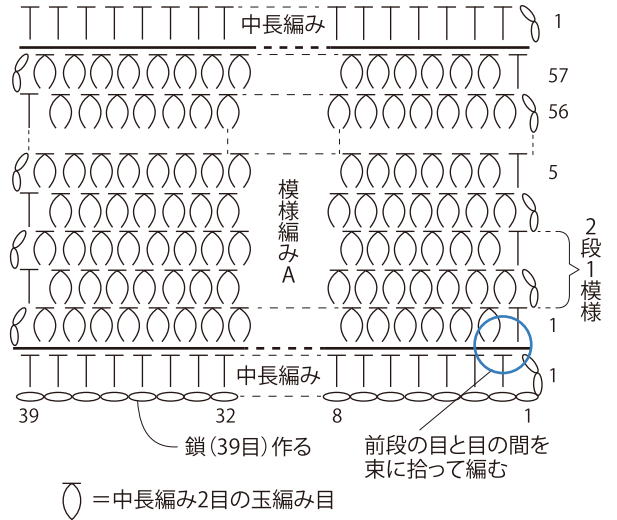 中長編み 1
57
56
5
模様編みA
2段1模様
1
中長編み 1
39 32 8 1
鎖(39目)作る
前段の目と目の間を
束に拾って編む
=中長編み2目の玉編み目